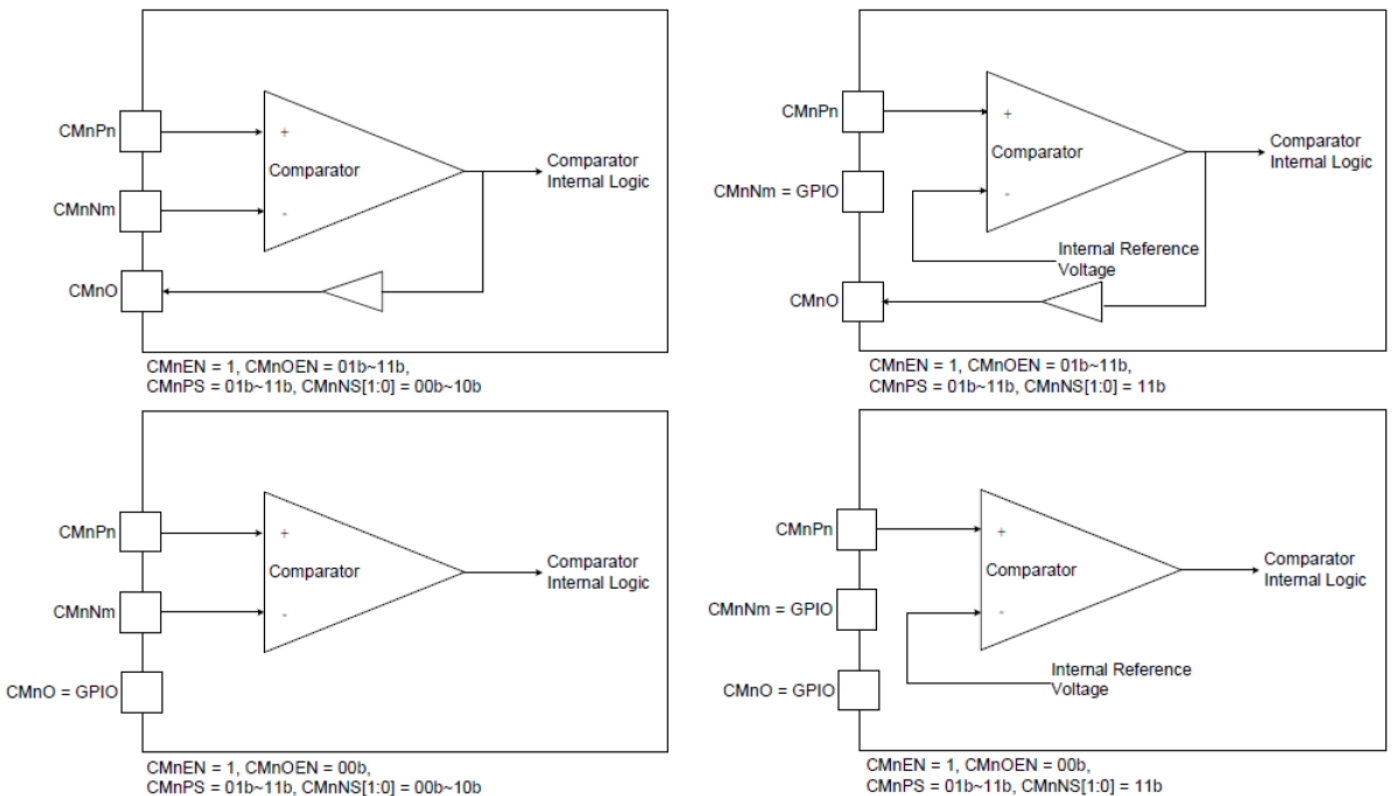 CMnPn
+
Comparator
-
CMnNm
CMnO
Comparator
Internal Logic
CMnEN = 1, CMnOEN = 01b~11b,
CMnPS = 01b~11b, CMnNS[1:0] = 00b~10b
CMnPn
+
Comparator
-
CMnNm = GPIO
Internal Reference
Voltage
CMnO
Comparator
Internal Logic
CMnEN = 1, CMnOEN = 01b~11b,
CMnPS = 01b~11b, CMnNS[1:0] = 11b
CMnPn
+
Comparator
-
CMnNm
CMnO = GPIO
Comparator
Internal Logic
CMnEN = 1, CMnOEN = 00b,
CMnPS = 01b~11b, CMnNS[1:0] = 00b~10b
CMnPn
+
Comparator
-
CMnNm = GPIO
Internal Reference
Voltage
CMnO = GPIO
Comparator
Internal Logic
CMnEN = 1, CMnOEN = 00b,
CMnPS = 01b~11b, CMnNS[1:0] = 11b